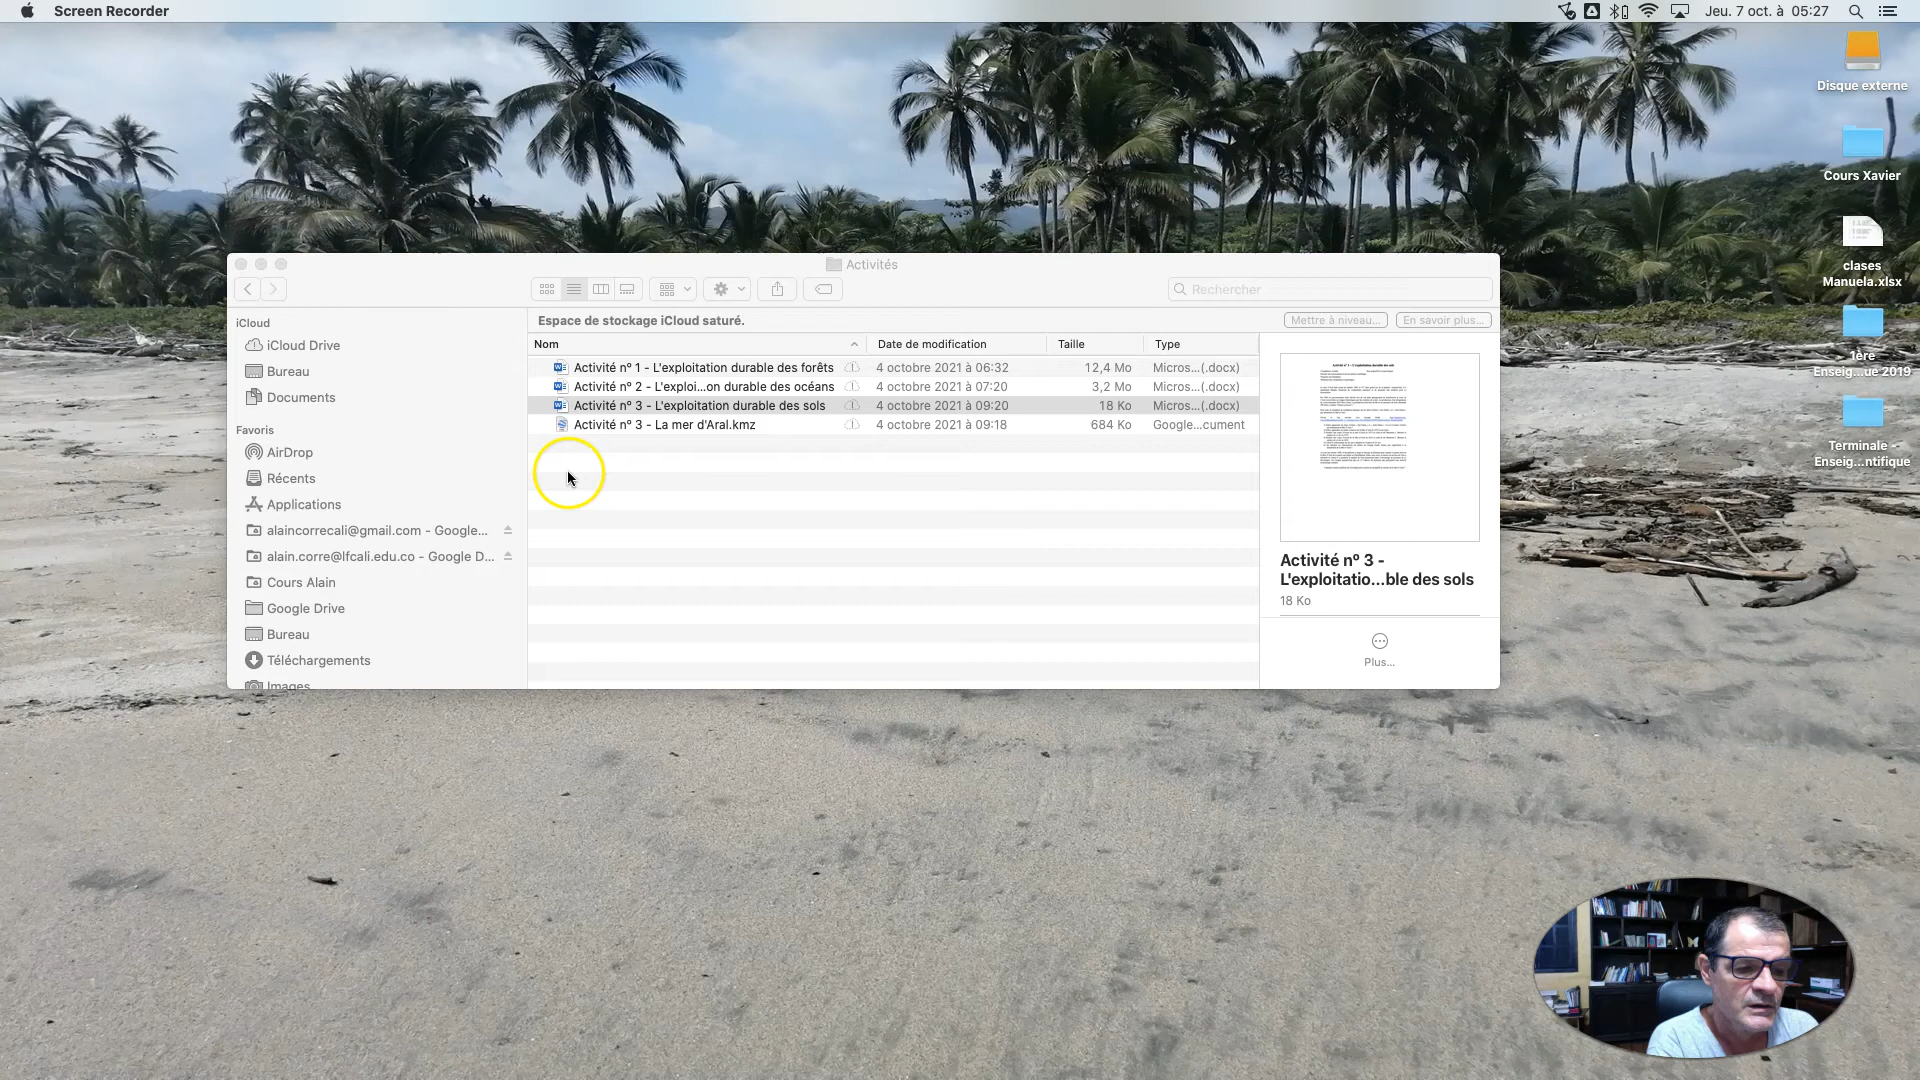 Screen Recorder
Jeu. 7 oct. à 05:27
Disque externe
Cours Xavier
clases
Manuela.xlsx
1ère
Enseig...ue 2019
Terminale -
Enseig...ntifique
Activités
Rechercher
iCloud
iCloud Drive
Bureau
Documents
Favoris
AirDrop
Récents
Applications
alaincorrecali@gmail.com - Google...
alain.corre@lfcali.edu.co - Google D...
Cours Alain
Google Drive
Bureau
Téléchargements
Images
Espace de stockage iCloud saturé.
Mettre à niveau...
En savoir plus...
Nom Date de modification Taille Type
Activité nº 1 - L'exploitation durable des forêts 4 octobre 2021 à 06:32 12,4 Mo Micros...(.docx)
Activité nº 2 - L'exploi...on durable des océans 4 octobre 2021 à 07:20 3,2 Mo Micros...(.docx)
Activité nº 3 - L'exploitation durable des sols 4 octobre 2021 à 09:20 18 Ko Micros...(.docx)
Activité nº 3 - La mer d'Aral.kmz 4 octobre 2021 à 09:18 684 Ko Google...cument
Activité nº 3 -
L'exploitatio...ble des sols
18 Ko
Plus...